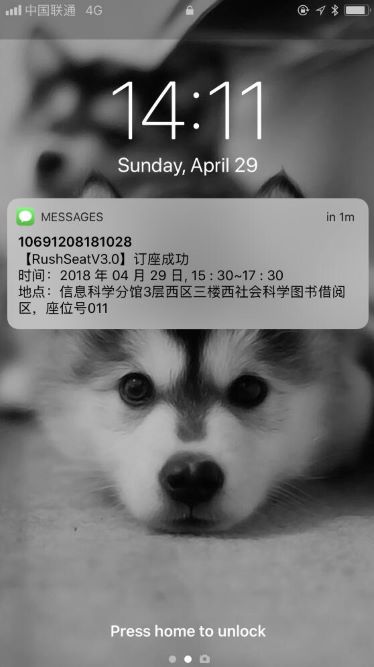 中国联通 4G
14:11
Sunday, April 29
MESSAGES in 1m
10691208181028
【RushSeatV3.0】订座成功
时间：2018 年 04 月 29 日, 15 : 30~17 : 30
地点：信息科学分馆3层西区三楼西社会科学图书借阅
区，座位号011
Press home to unlock